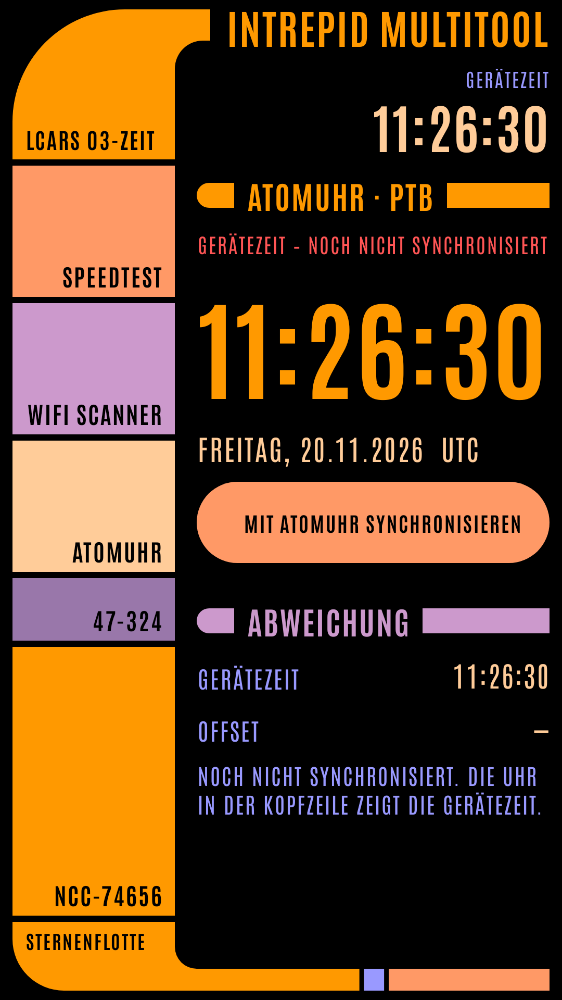 INTREPID MULTITOOL
GERÄTEZEIT
11:26:30
LCARS 03-ZEIT
SPEEDTEST
WIFI SCANNER
ATOMUHR
47-324
NCC-74656
STERNENFLOTTE
ATOMUHR · PTB
GERÄTEZEIT – NOCH NICHT SYNCHRONISIERT
11:26:30
FREITAG, 20.11.2026 UTC
MIT ATOMUHR SYNCHRONISIEREN
ABWEICHUNG
GERÄTEZEIT 11:26:30
OFFSET —
NOCH NICHT SYNCHRONISIERT. DIE UHR
IN DER KOPFZEILE ZEIGT DIE GERÄTEZEIT.